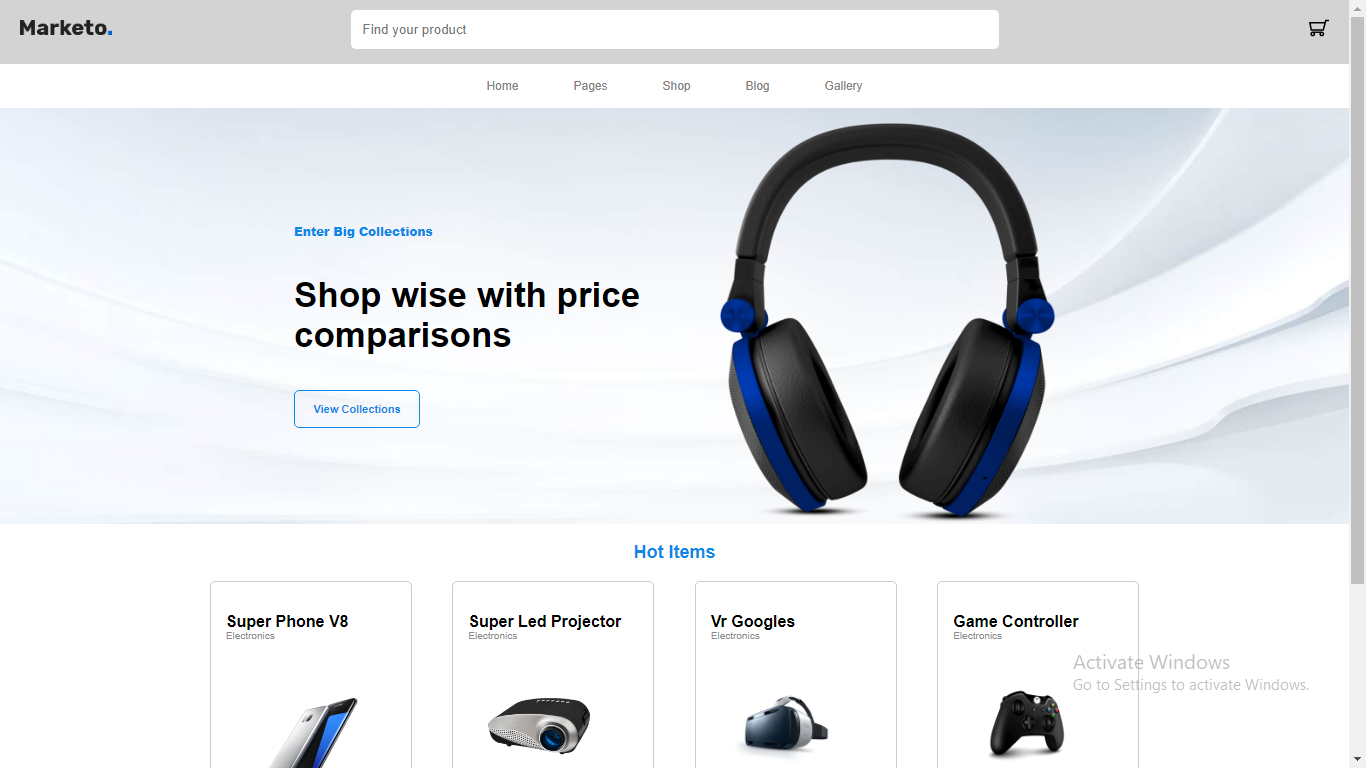 Marketo.
Find your product
Home Pages Shop Blog Gallery
Enter Big Collections
Shop wise with price
comparisons
View Collections
Hot Items
Super Phone V8
Electronics
Super Led Projector
Electronics
Vr Googles
Electronics
Game Controller
Electronics
Activate Windows
Go to Settings to activate Windows.